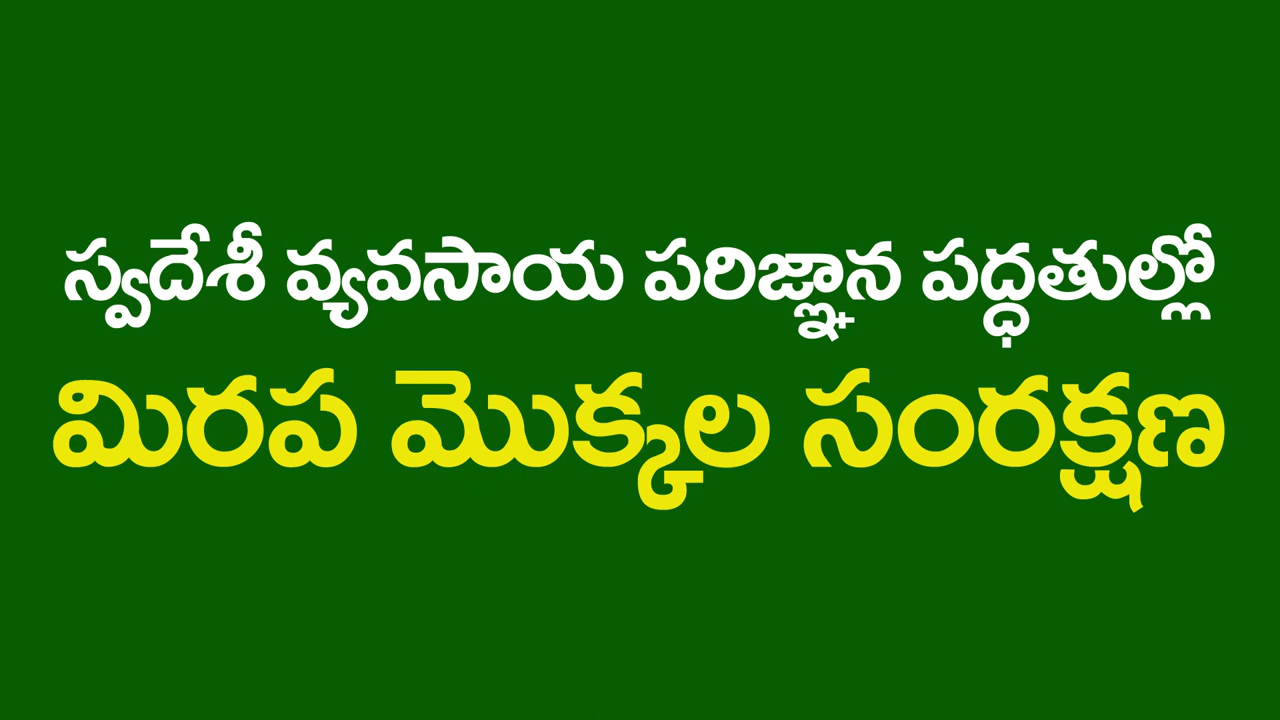 స్వదేశీ వ్యవసాయ పరిజ్ఞాన పద్ధతుల్లో
మిరప మొక్కల సంరక్షణ